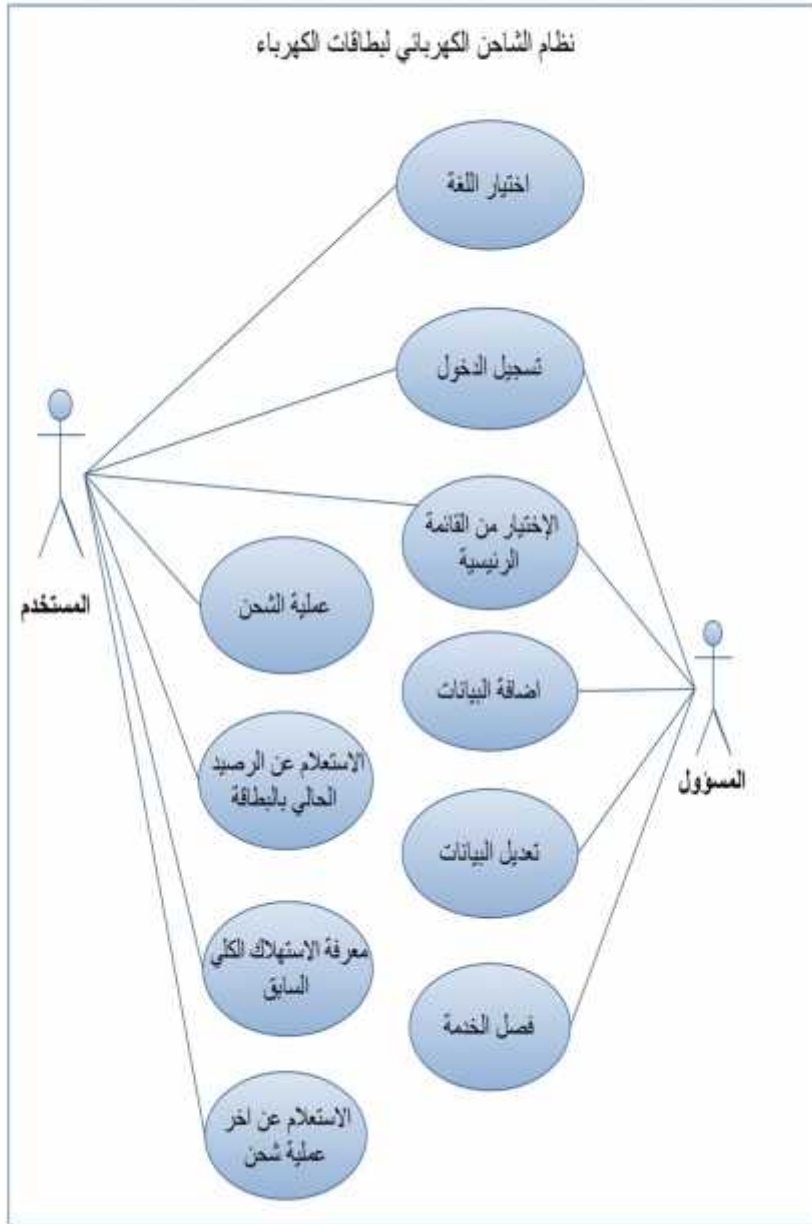 نظام الشاحن الكهربائي لبطاقات الكهرباء
اختيار اللغة
تسجيل الدخول
الإختيار من القائمة
الرئيسية
عملية الشحن
المستخدم
اضافة البيانات
المسؤول
الاستعلام عن الرصيد
الحالي بالبطاقة
تعديل البيانات
معرفة الاستهلاك الكلي
السابق
فصل الخدمة
الاستعلام عن اخر
عملية شحن